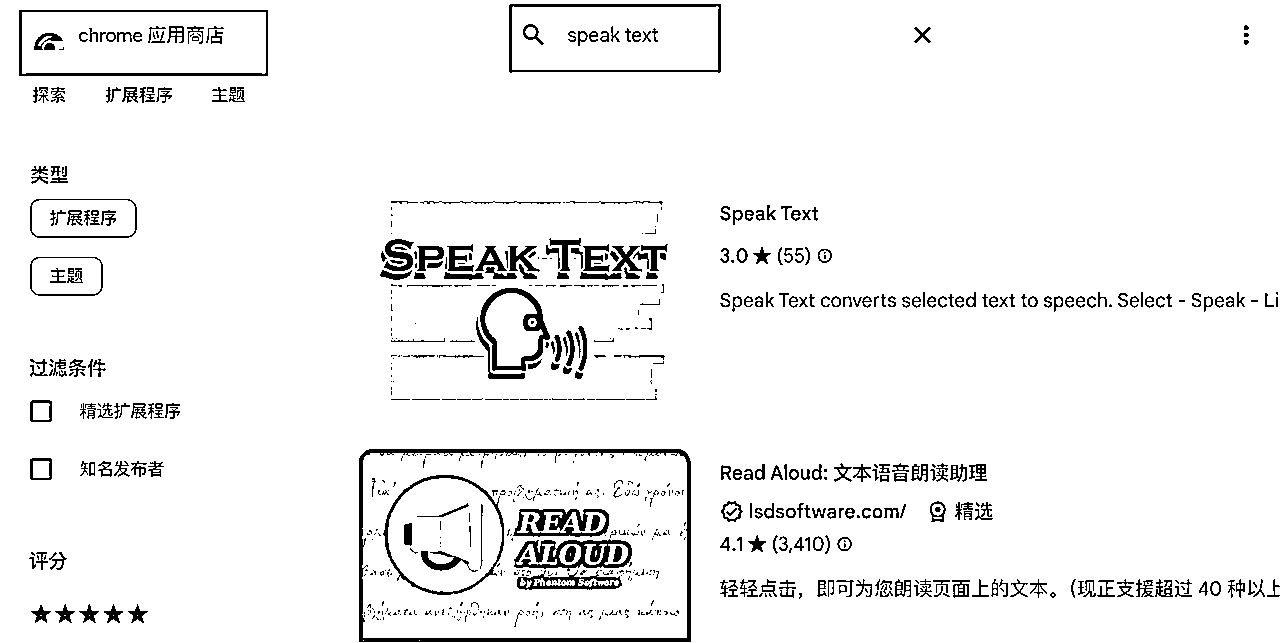 chrome 应用商店
speak text
探索 扩展程序 主题
类型
扩展程序
主题
过滤条件
精选扩展程序
知名发布者
评分
★★★★★
SPEAK TEXT
Speak Text
3.0 ★ (55)
Speak Text converts selected text to speech. Select - Speak - Li
READ
ALOUD
by Phantom Software
Read Aloud: 文本语音朗读助理
lsdsoftware.com/ 精选
4.1 ★ (3,410)
轻轻点击，即可为您朗读页面上的文本。(现正支援超过 40 种以上